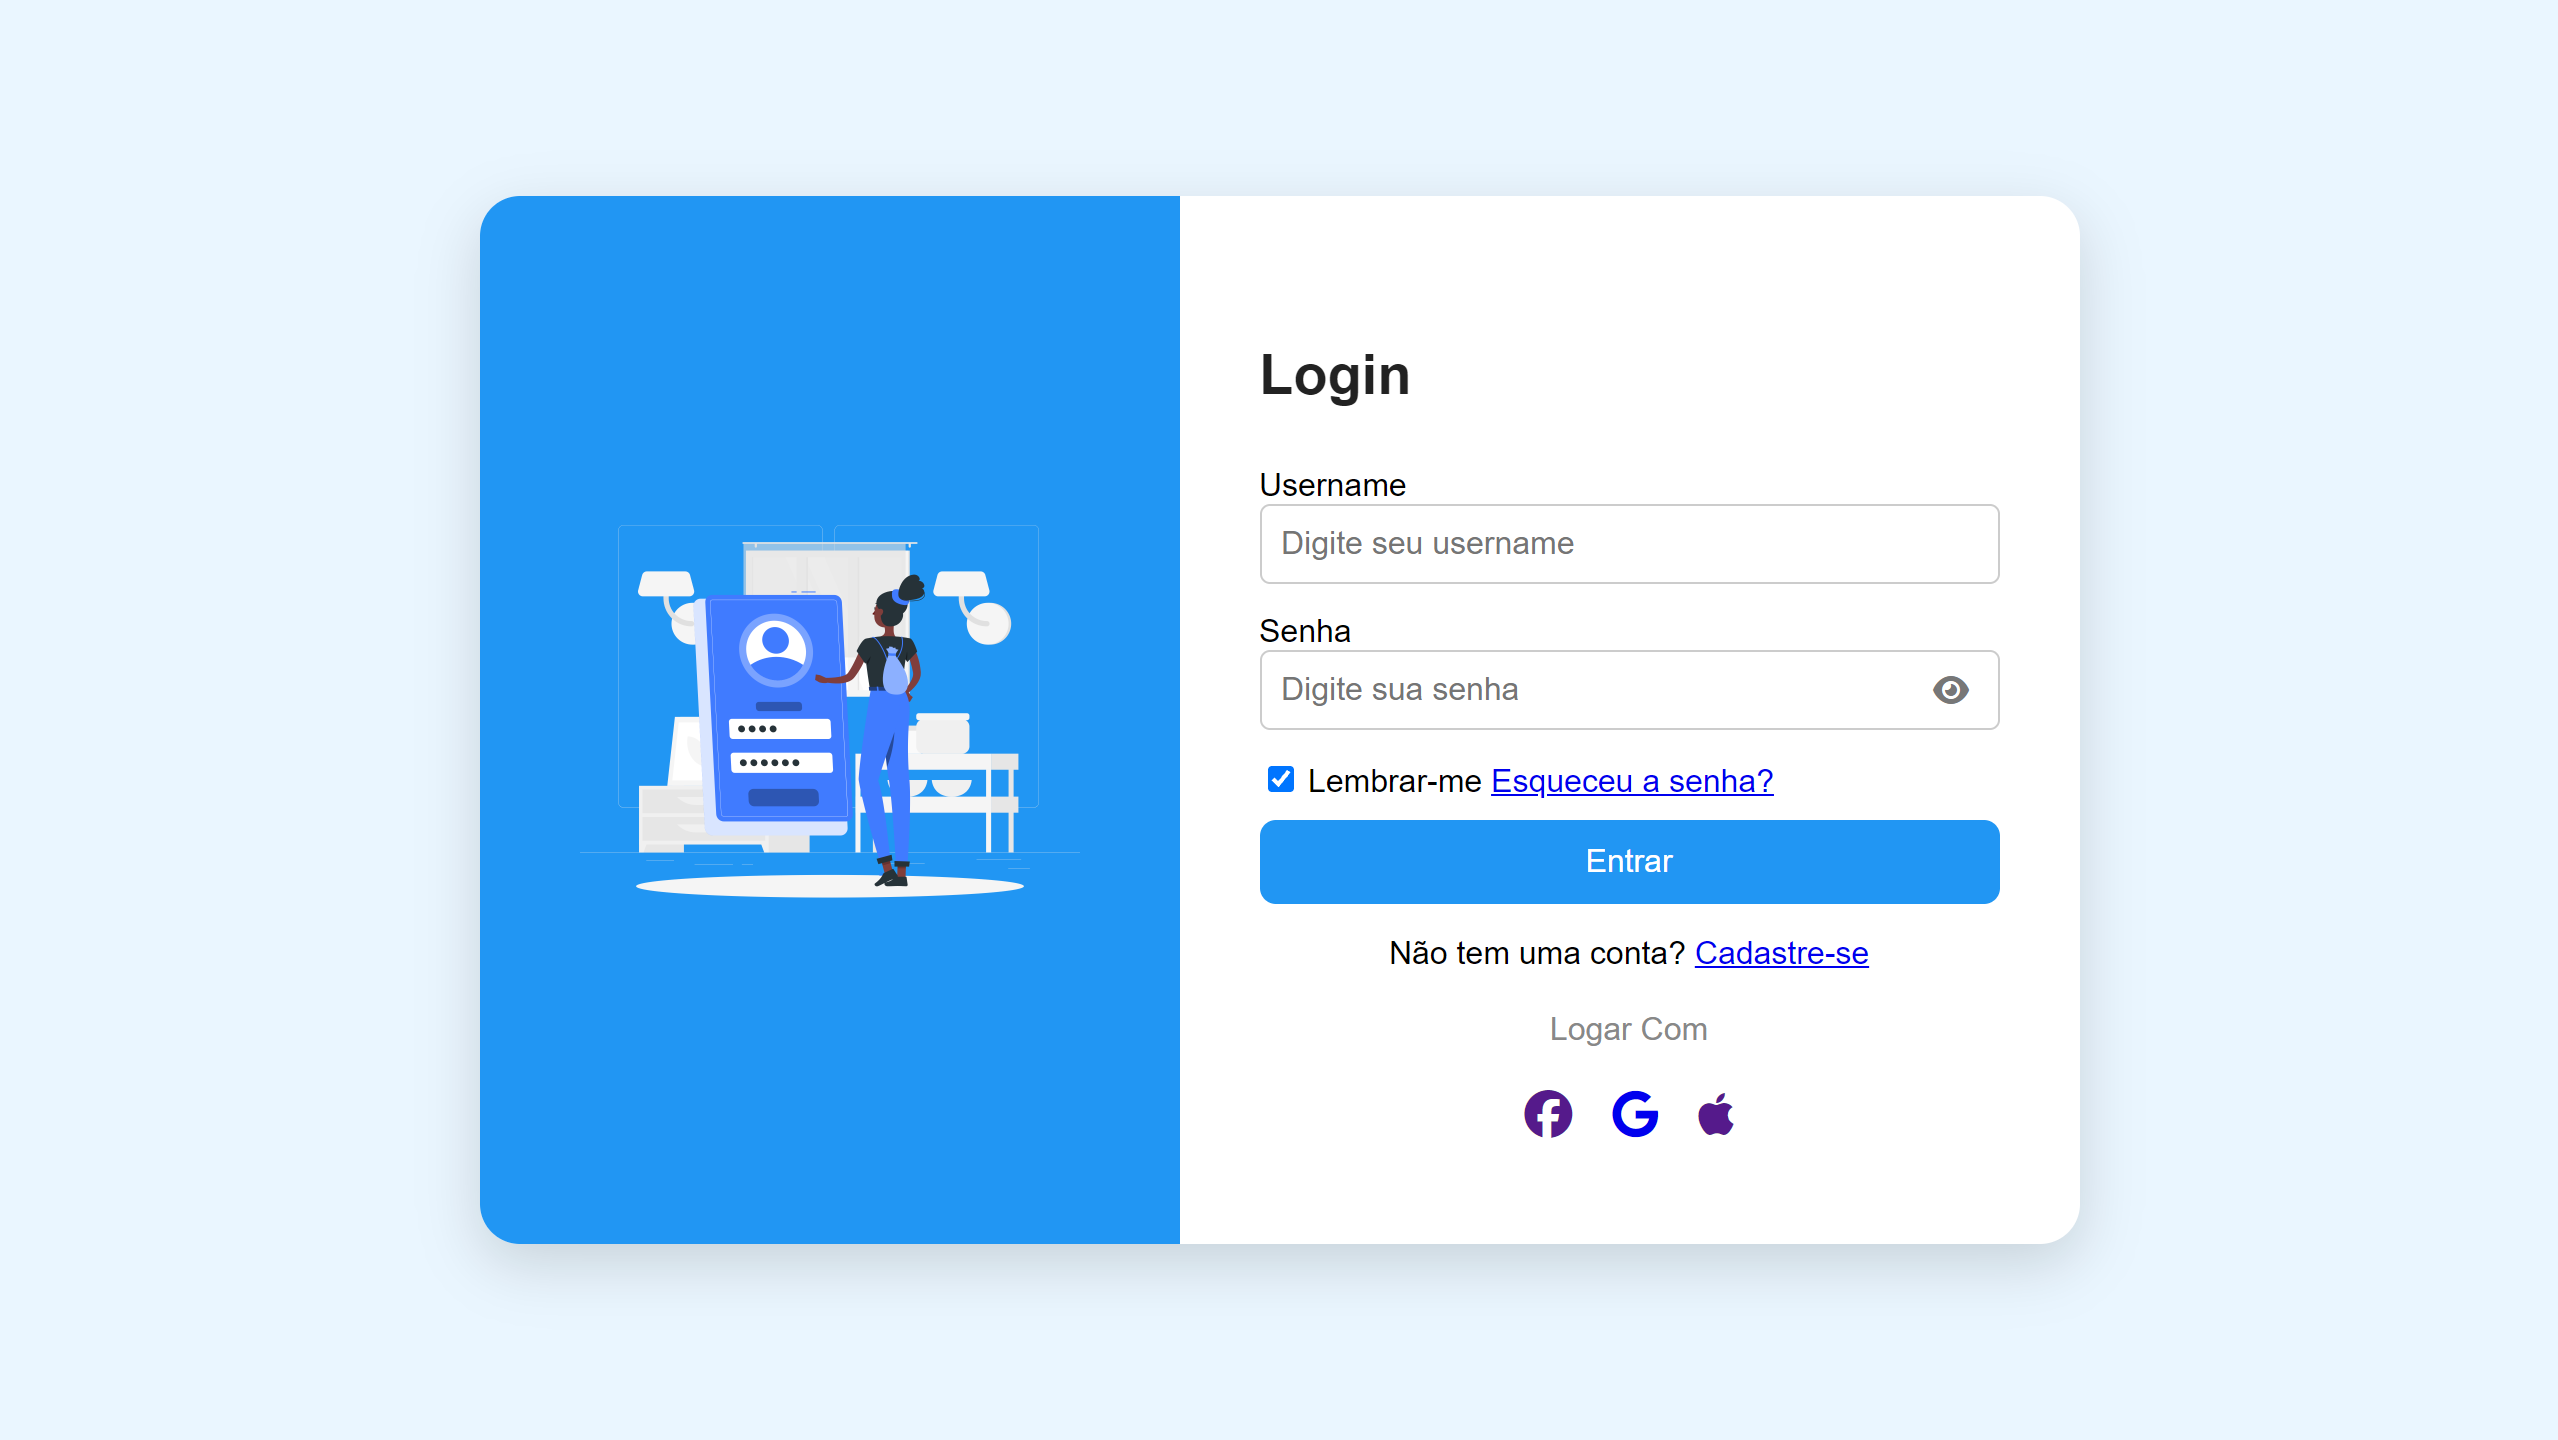 Login
Username
Digite seu username
Senha
Digite sua senha
Lembrar-me Esqueceu a senha?
Entrar
Não tem uma conta? Cadastre-se
Logar Com